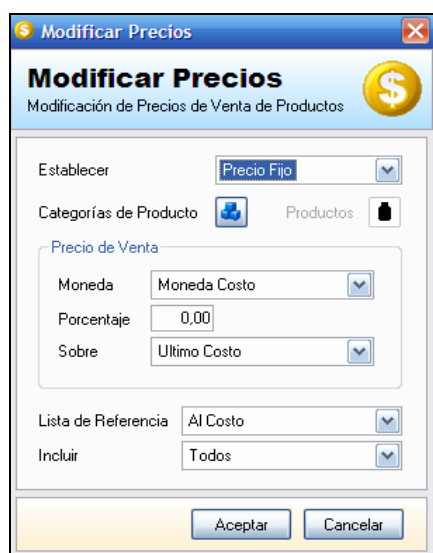 Modificar Precios
Modificar Precios
Modificación de Precios de Venta de Productos
Establecer Precio Fijo
Categorías de Producto Productos
Precio de Venta
Moneda Moneda Costo
Porcentaje 0,00
Sobre Ultimo Costo
Lista de Referencia Al Costo
Incluir Todos
Aceptar Cancelar